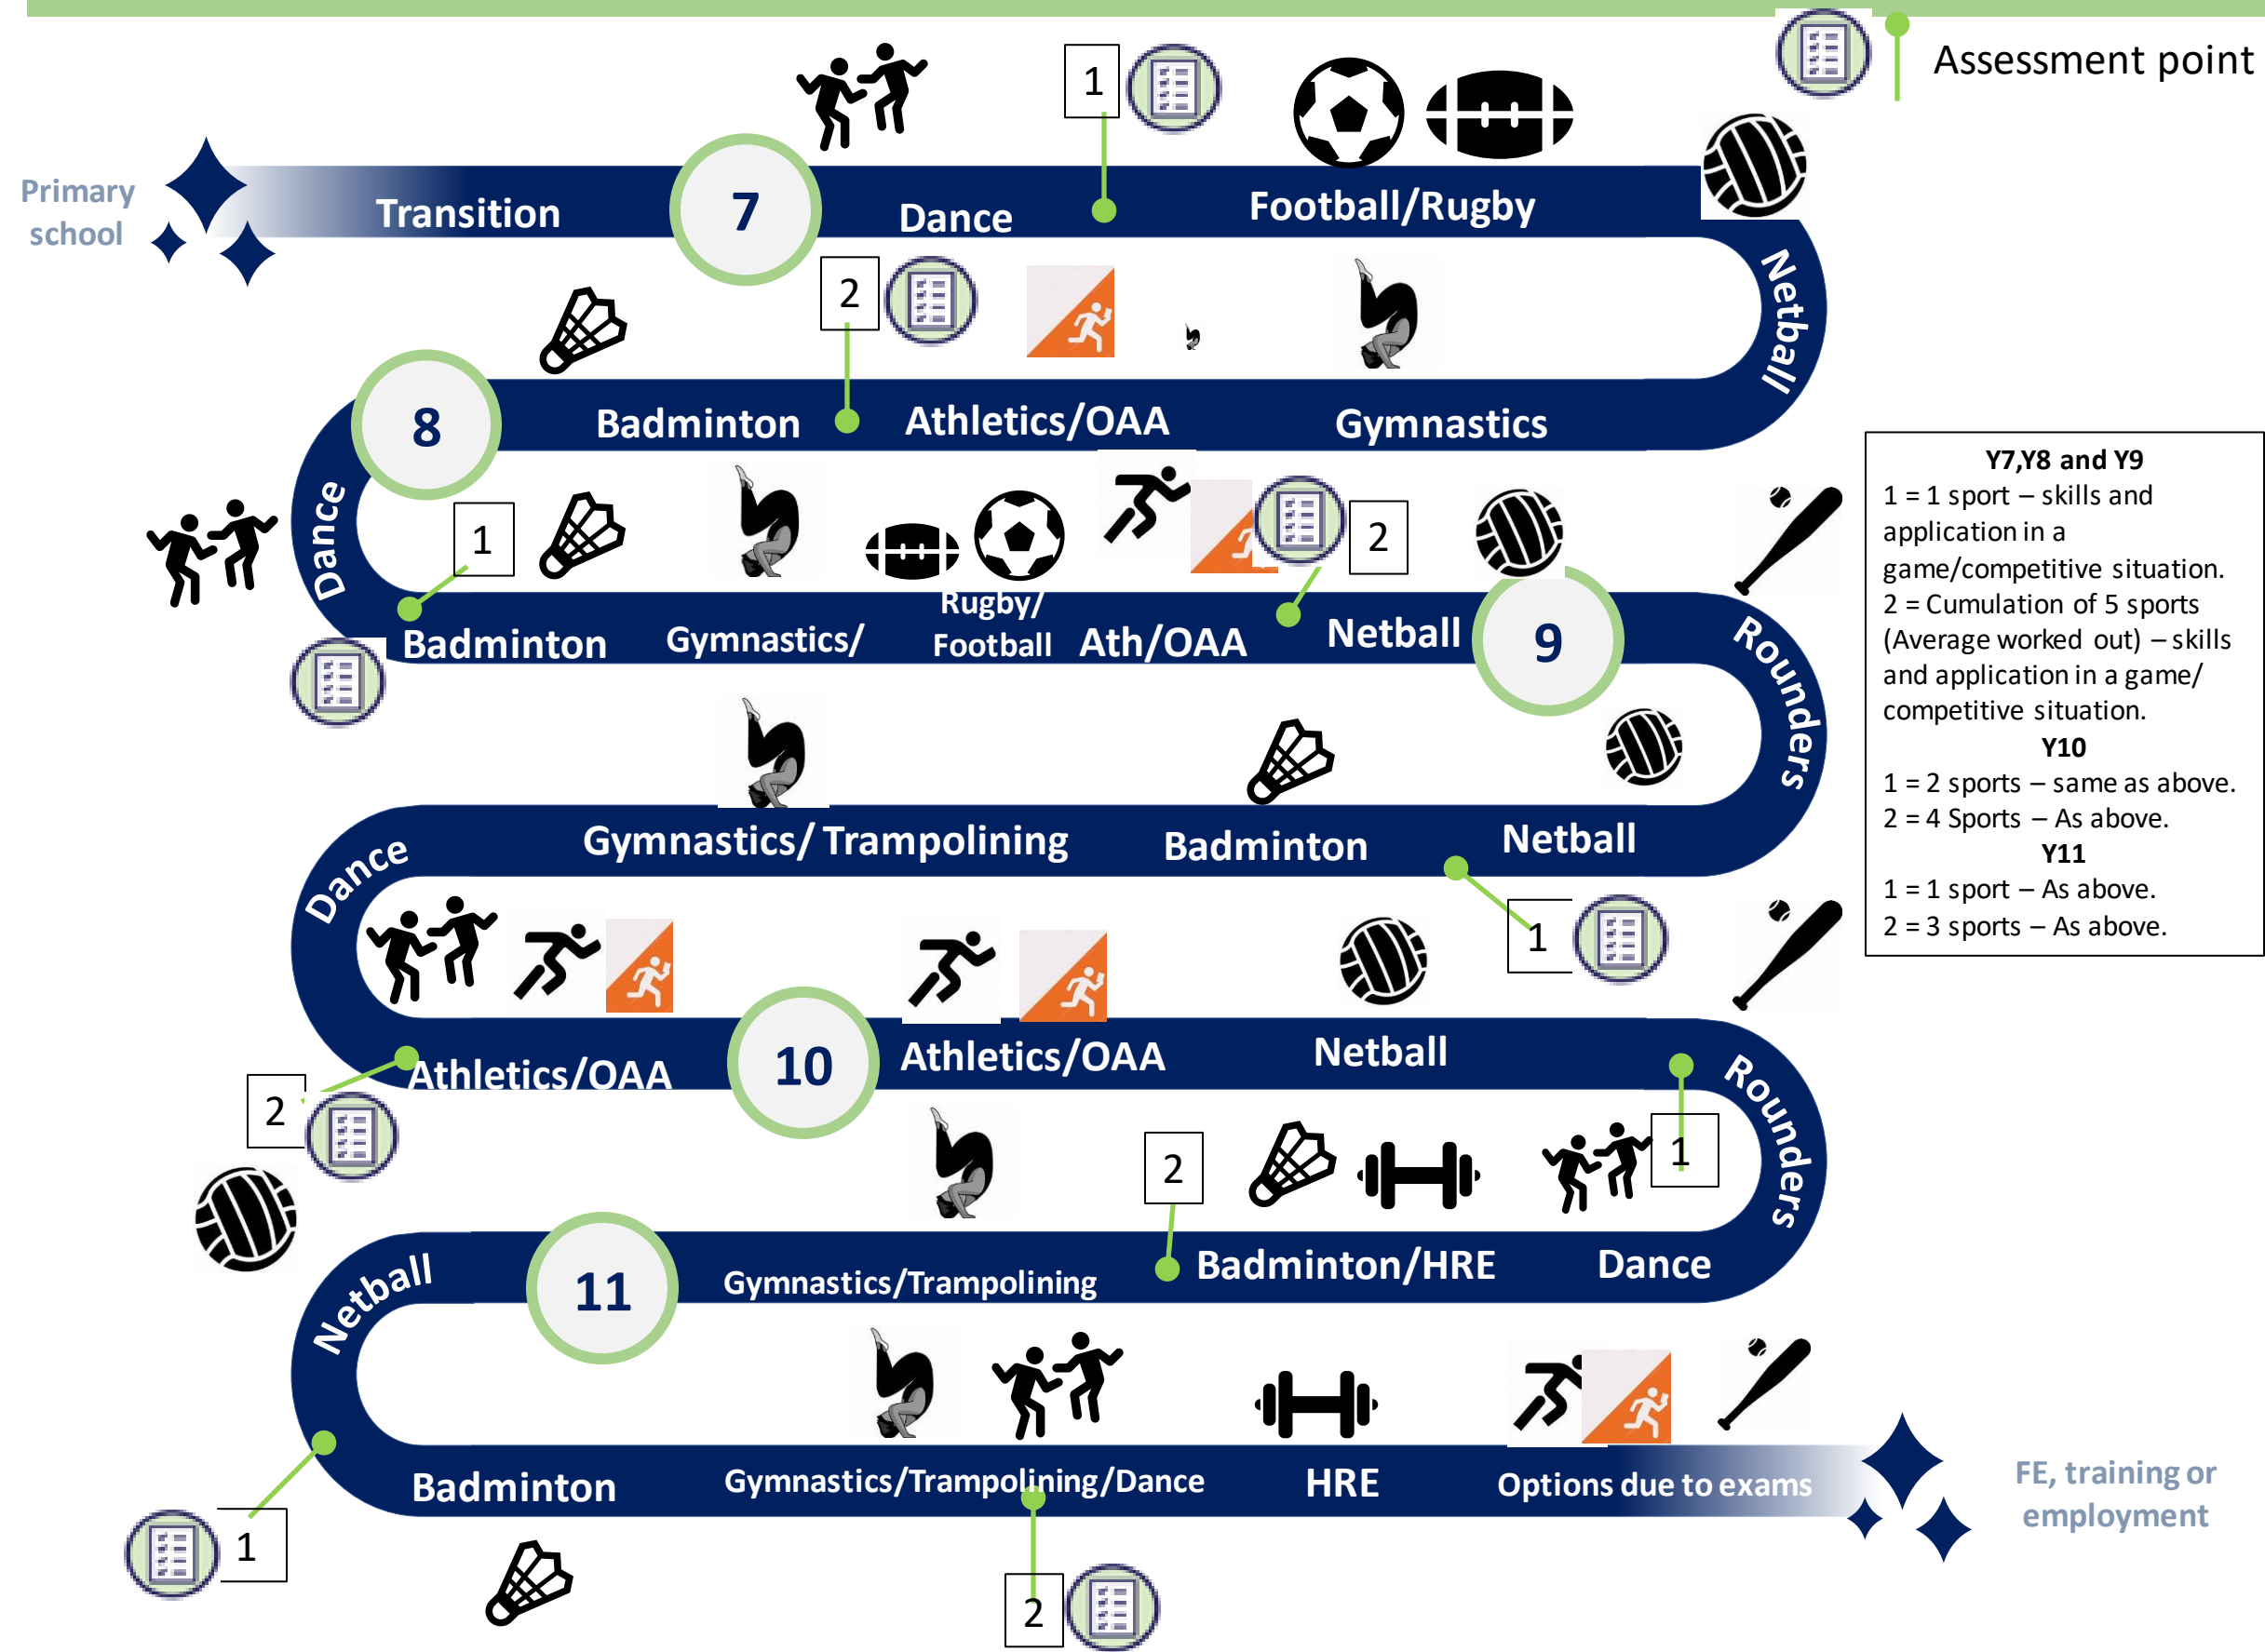 Assessment point
1
Primary
school
Transition
7
Dance
Football/Rugby
Netball
2
8
Badminton
Athletics/OAA
Gymnastics
Dance
1
2
Badminton
Gymnastics/
Rugby/
Football
Ath/OAA
Netball
9
Rounders
Y7,Y8 and Y9
1 = 1 sport – skills and
application in a
game/competitive situation.
2 = Cumulation of 5 sports
(Average worked out) – skills
and application in a game/
competitive situation.
Y10
1 = 2 sports – same as above.
2 = 4 Sports – As above.
Y11
1 = 1 sport – As above.
2 = 3 sports – As above.
Dance
Gymnastics/ Trampolining
Badminton
Netball
1
2
Athletics/OAA
10
Athletics/OAA
Netball
Rounders
2
1
Netball
11
Gymnastics/Trampolining
Badminton/HRE
Dance
Badminton
Gymnastics/Trampolining/Dance
HRE
Options due to exams
FE, training or
employment
1
2